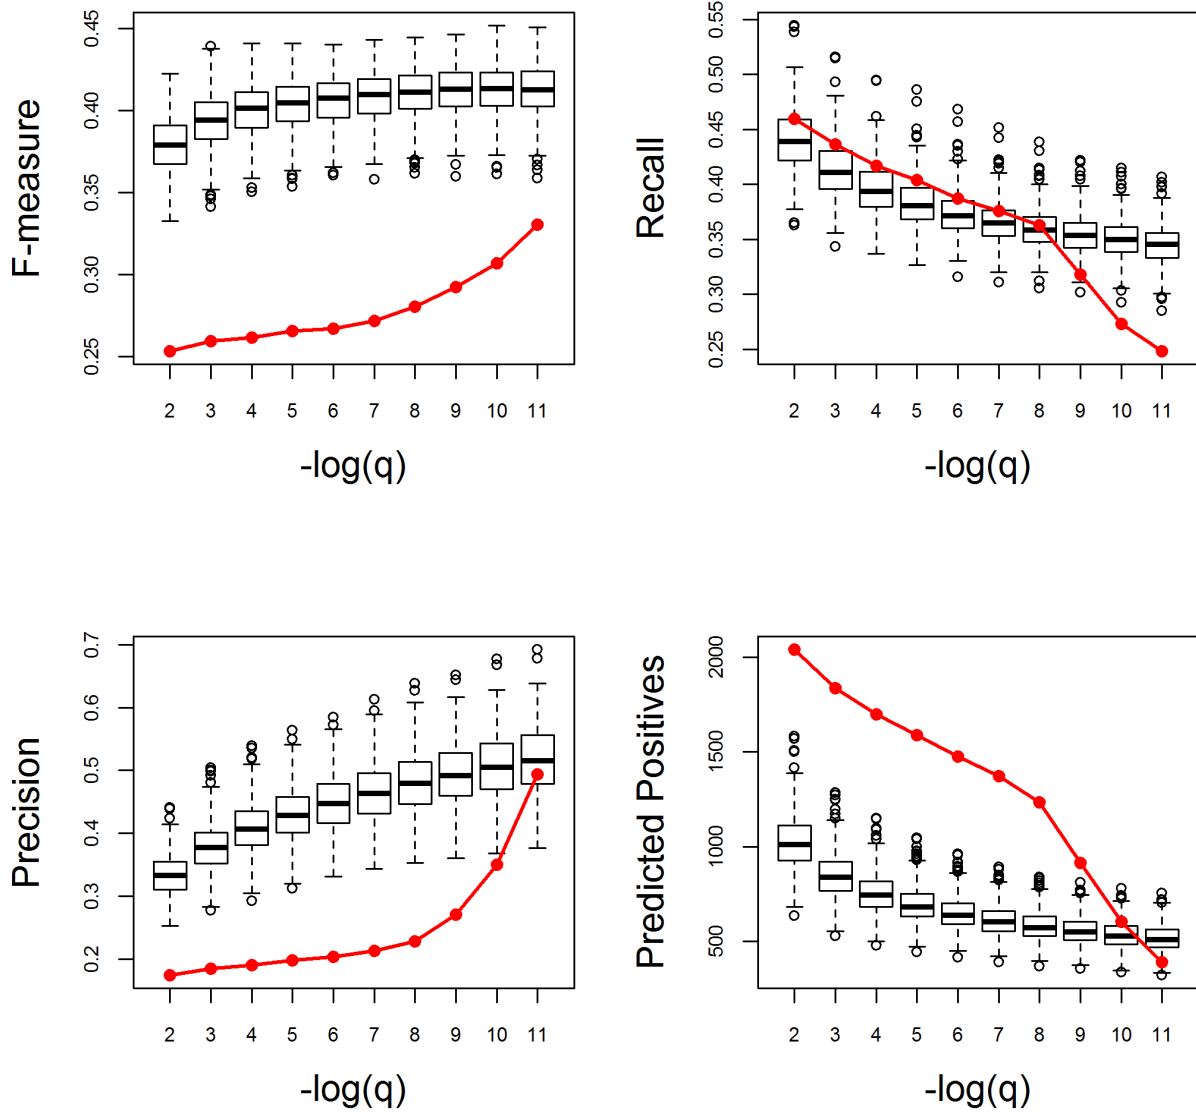 F-measure
0.45
0.40
0.35
0.30
0.25
2 3 4 5 6 7 8 9 10 11
-log(q)
Recall
0.55
0.50
0.45
0.40
0.35
0.30
0.25
2 3 4 5 6 7 8 9 10 11
-log(q)
Precision
0.7
0.6
0.5
0.4
0.3
0.2
2 3 4 5 6 7 8 9 10 11
-log(q)
Predicted Positives
2000
1500
1000
500
2 3 4 5 6 7 8 9 10 11
-log(q)